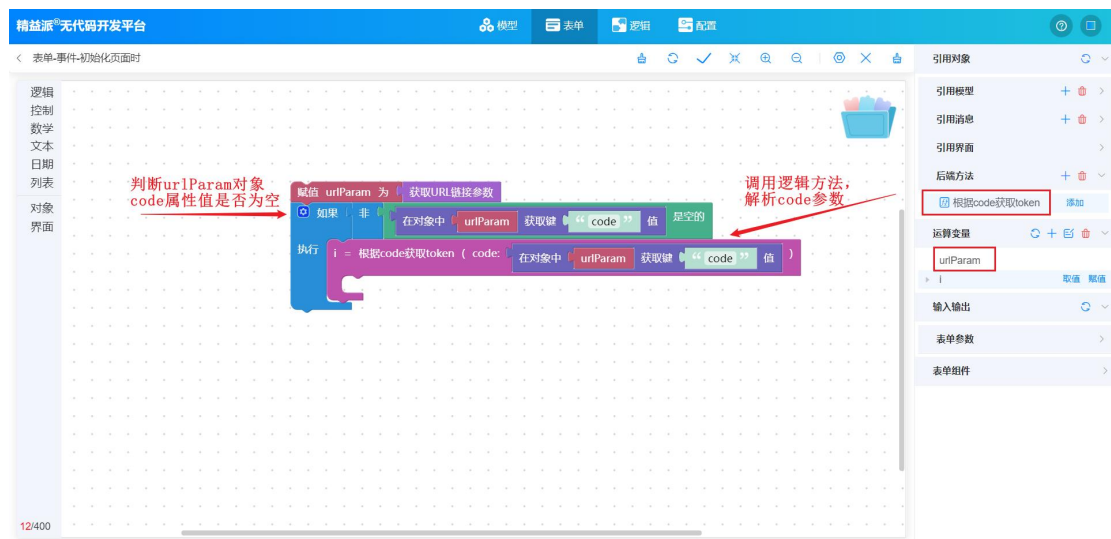 精益派®无代码开发平台
模型
表单
逻辑
配置
表单-事件-初始化页面时
逻辑
控制
数学
文本
日期
列表
对象
界面
判断urlParam对象
code属性值是否为空
调用逻辑方法，
解析code参数
赋值 urlParam 为 获取URL链接参数
如果 非 在对象中 urlParam 获取键 “ code ” 值 是空的
执行 i = 根据code获取token ( code: 在对象中 urlParam 获取键 “ code ” 值 )
12/400
引用对象
引用模型
引用消息
引用界面
后端方法
根据code获取token 添加
运算变量
urlParam
i 取值 赋值
输入输出
表单参数
表单组件